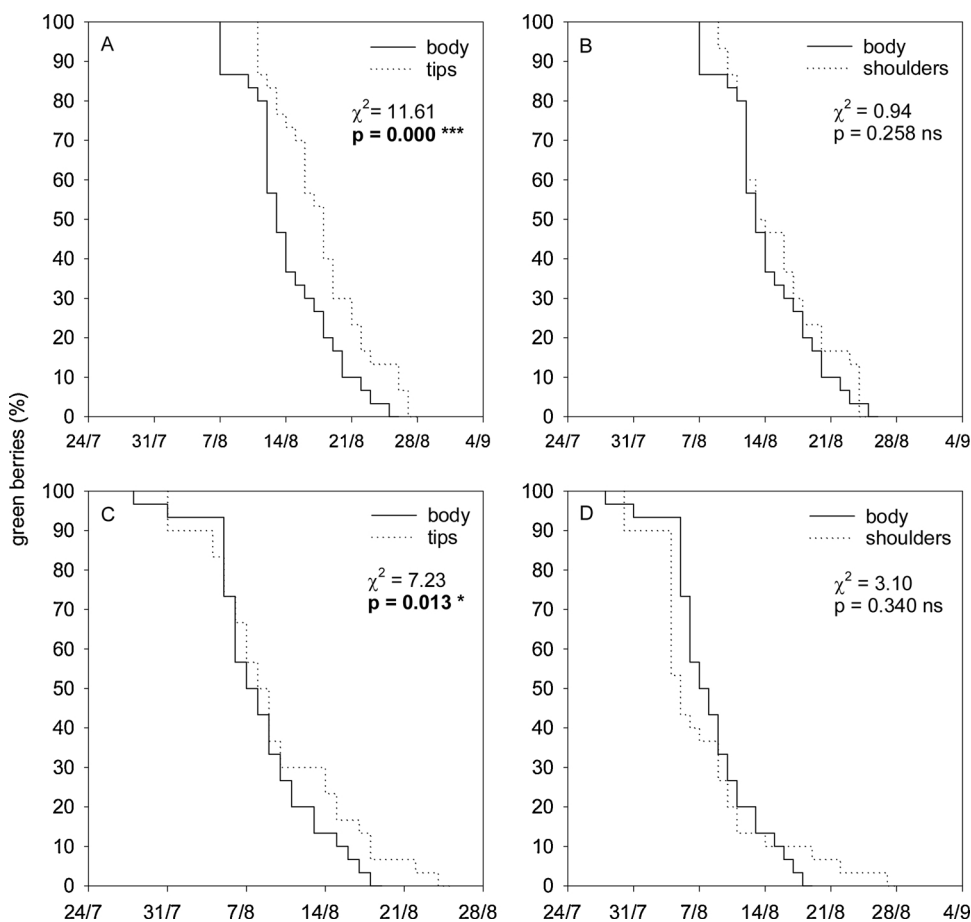 green berries (%)
A
body
tips
χ² = 11.61
p = 0.000 ***
100
90
80
70
60
50
40
30
20
10
0
24/7 31/7 7/8 14/8 21/8 28/8 4/9
B
body
shoulders
χ² = 0.94
p = 0.258 ns
100
90
80
70
60
50
40
30
20
10
0
24/7 31/7 7/8 14/8 21/8 28/8 4/9
C
body
tips
χ² = 7.23
p = 0.013 *
100
90
80
70
60
50
40
30
20
10
0
24/7 31/7 7/8 14/8 21/8 28/8
D
body
shoulders
χ² = 3.10
p = 0.340 ns
100
90
80
70
60
50
40
30
20
10
0
24/7 31/7 7/8 14/8 21/8 28/8 4/9